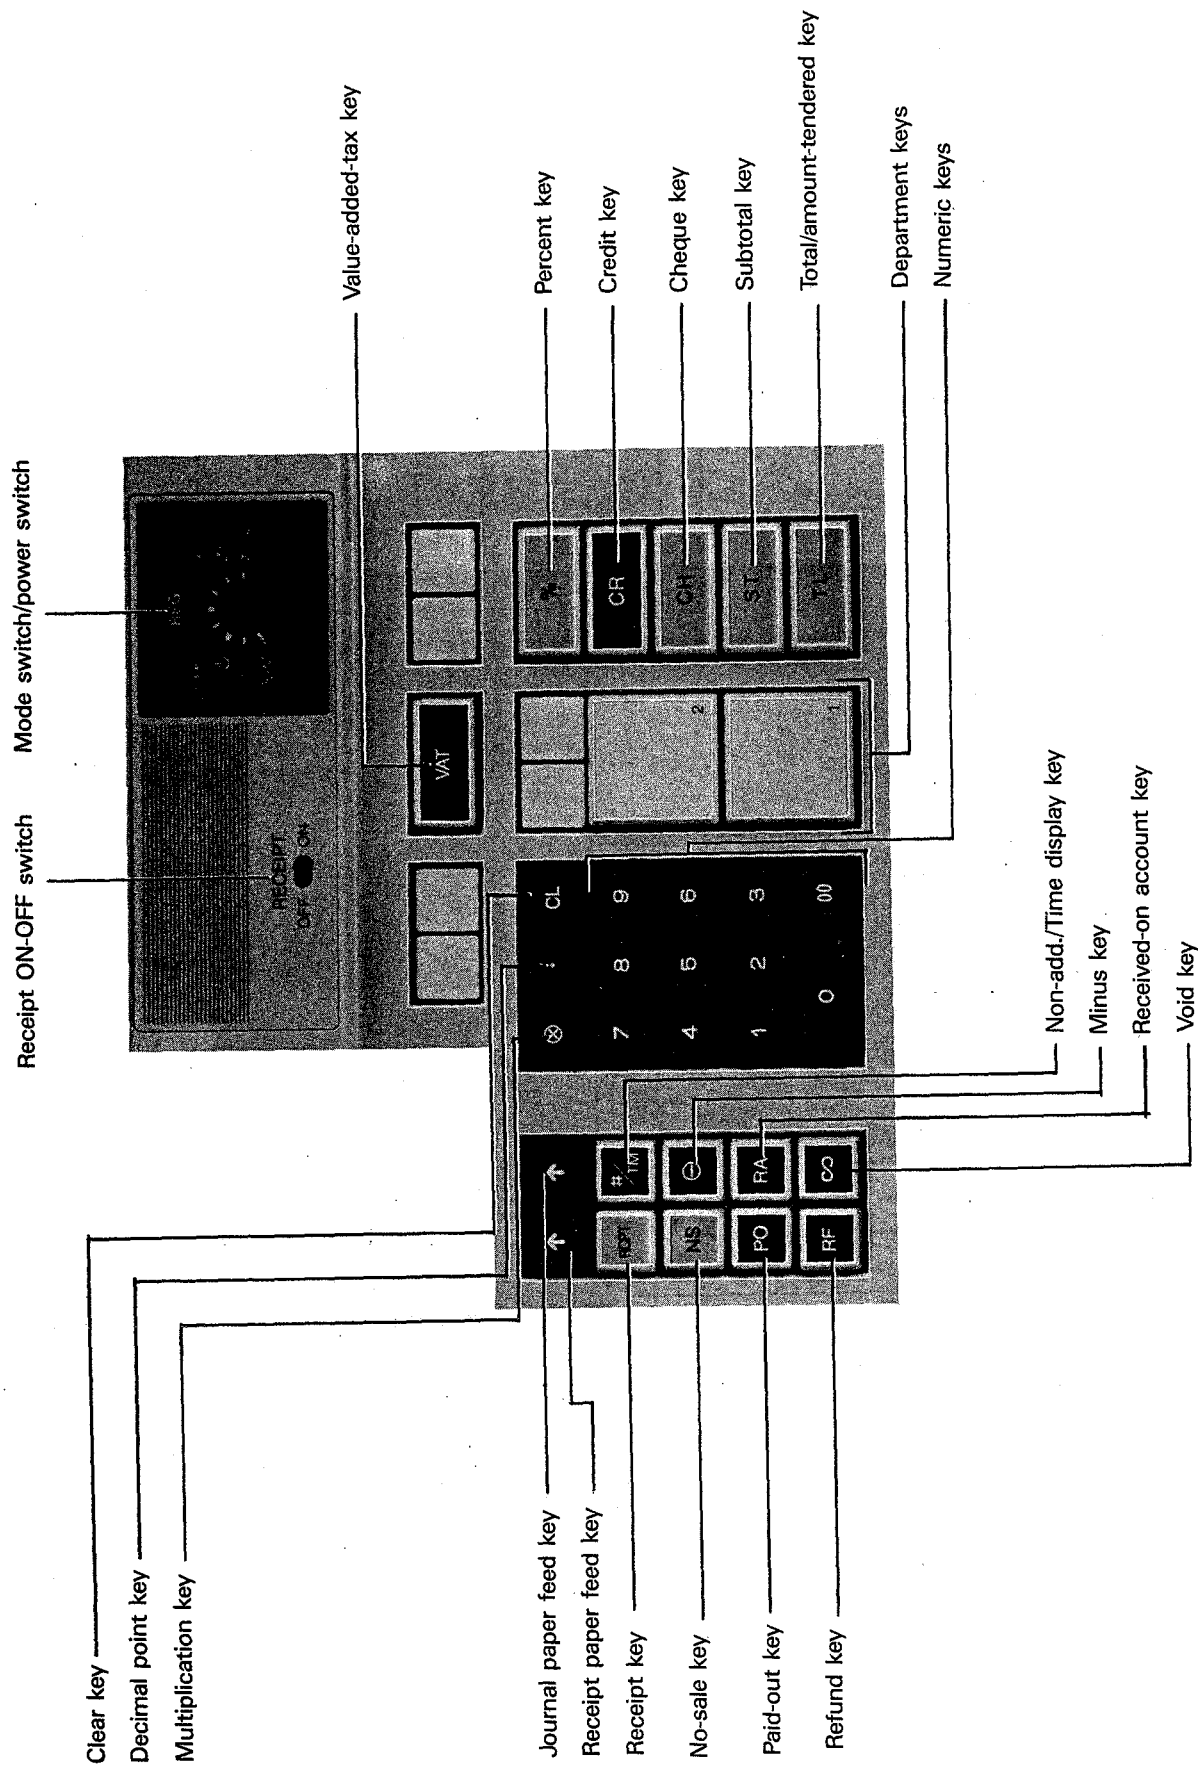 Receipt ON-OFF switch
Mode switch/power switch
Clear key
Decimal point key
Multiplication key
Value-added-tax key
Journal paper feed key
Receipt paper feed key
Receipt key
No-sale key
Paid-out key
Refund key
Percent key
Credit key
Cheque key
Subtotal key
Total/amount-tendered key
Department keys
Numeric keys
Non-add./Time display key
Minus key
Received-on account key
Void key
RECEIPT
OFF ON
REG
VAT
↑ ↑
RCPT #/TM
NS ⊖
PO RA
RF ∞
⊗ · CL
7 8 9
4 5 6
1 2 3
0 00
2
1
%
CR
CH
ST
TL